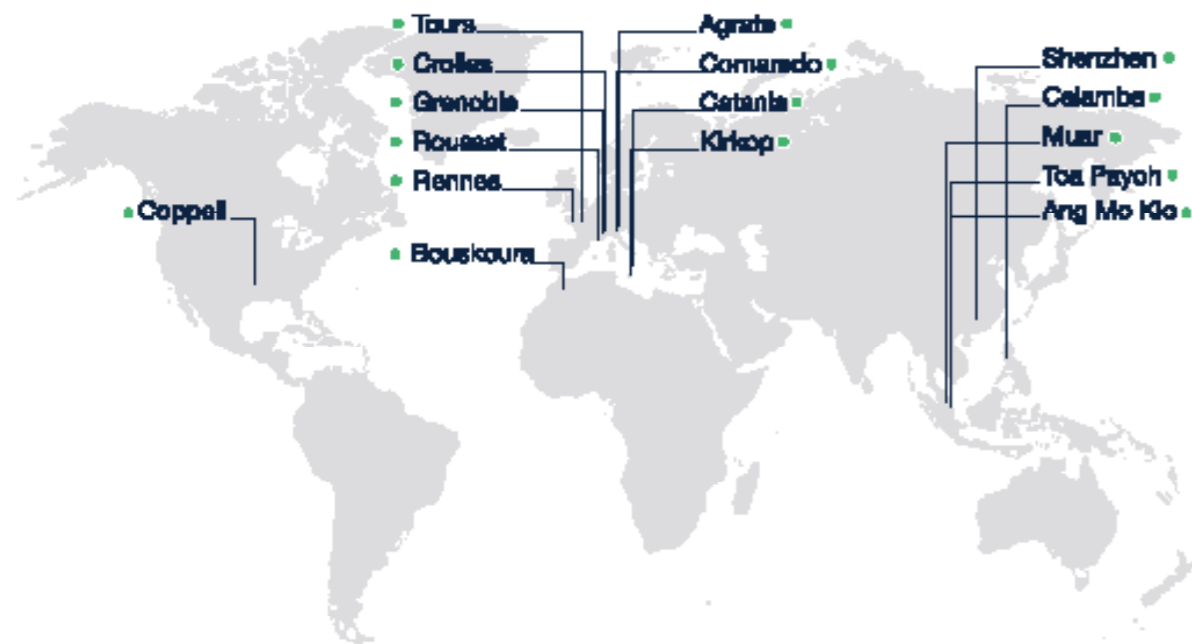 Tours
Crolles
Grenoble
Rousset
Rennes
Coppell
Bouskoura
Agrate
Cornaredo
Catania
Kirkop
Shenzhen
Calamba
Muar
Toa Payoh
Ang Mo Kio